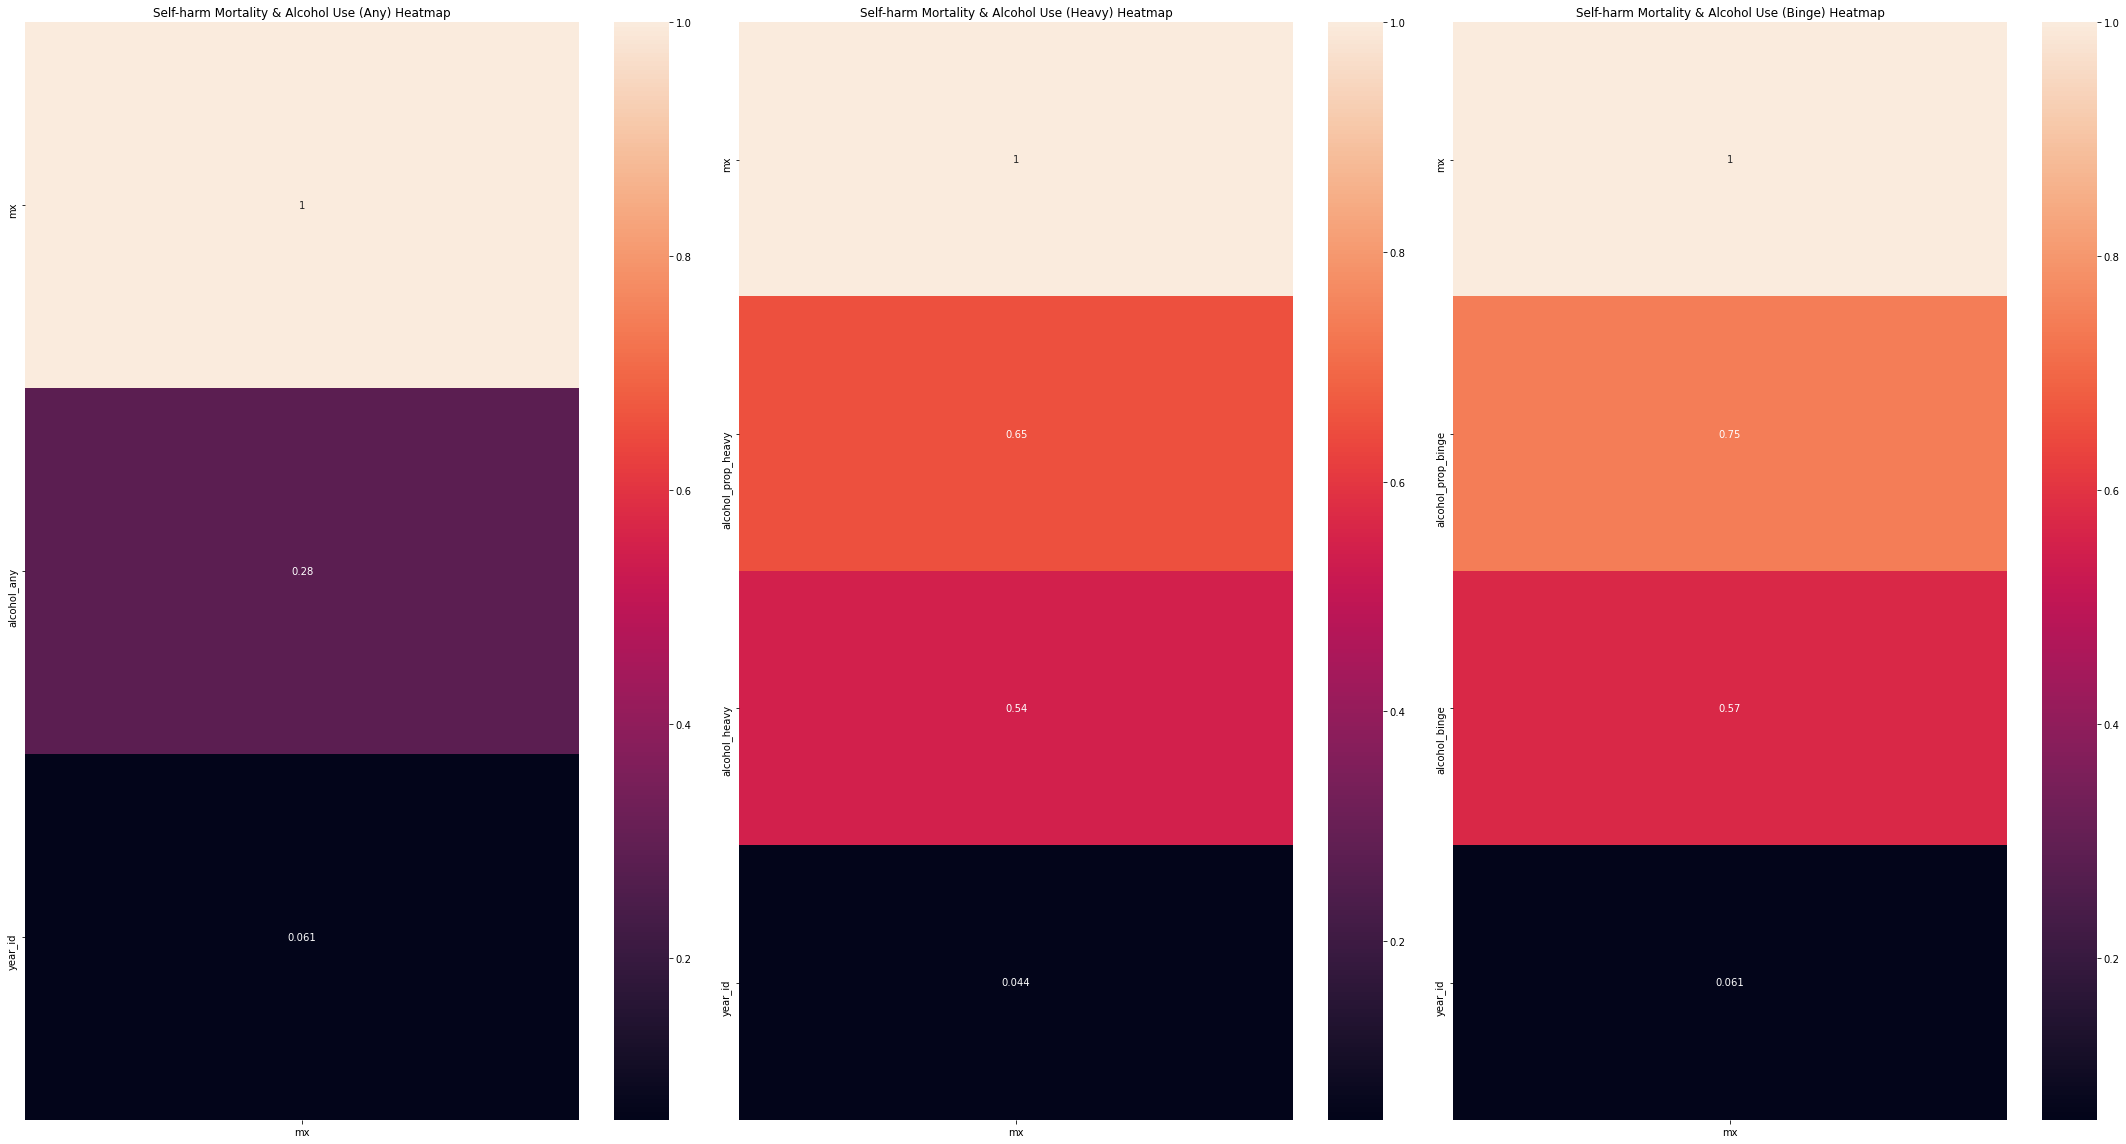 Self-harm Mortality & Alcohol Use (Any) Heatmap
mx
alcohol_any
year_id
1
0.28
0.061
mx
1.0
0.8
0.6
0.4
0.2
Self-harm Mortality & Alcohol Use (Heavy) Heatmap
mx
alcohol_prop_heavy
alcohol_heavy
year_id
1
0.65
0.54
0.044
mx
1.0
0.8
0.6
0.4
0.2
Self-harm Mortality & Alcohol Use (Binge) Heatmap
mx
alcohol_prop_binge
alcohol_binge
year_id
1
0.75
0.57
0.061
mx
1.0
0.8
0.6
0.4
0.2